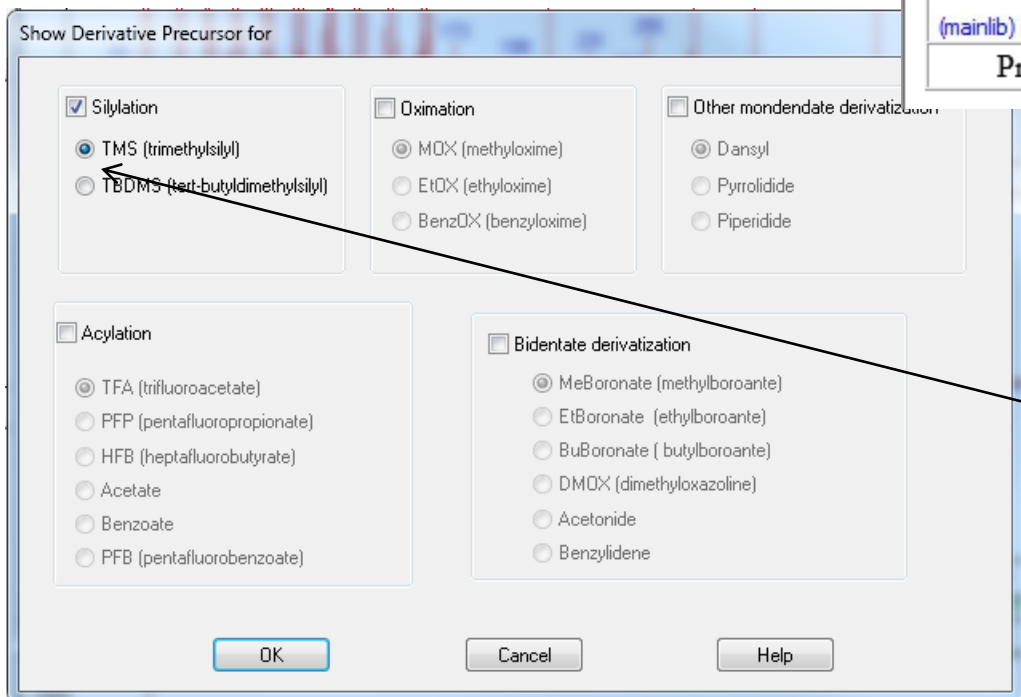 (mainlib)
Show Derivative Precursor for
Silylation
TMS (trimethylsilyl)
TBDMS (tert-butyldimethylsilyl)
Oximation
MOX (methyloxime)
EtOX (ethyloxime)
BenzOX (benzyloxime)
Other mondendate derivatization
Dansyl
Pyrrolidide
Piperidide
Acylation
TFA (trifluoroacetate)
PFP (pentafluoropropionate)
HFB (heptafluorobutyrate)
Acetate
Benzoate
PFB (pentafluorobenzoate)
Bidentate derivatization
MeBoronate (methylboroante)
EtBoronate (ethylboroante)
BuBoronate ( butylboroante)
DMOX (dimethyloxazoline)
Acetonide
Benzylidene
OK
Cancel
Help